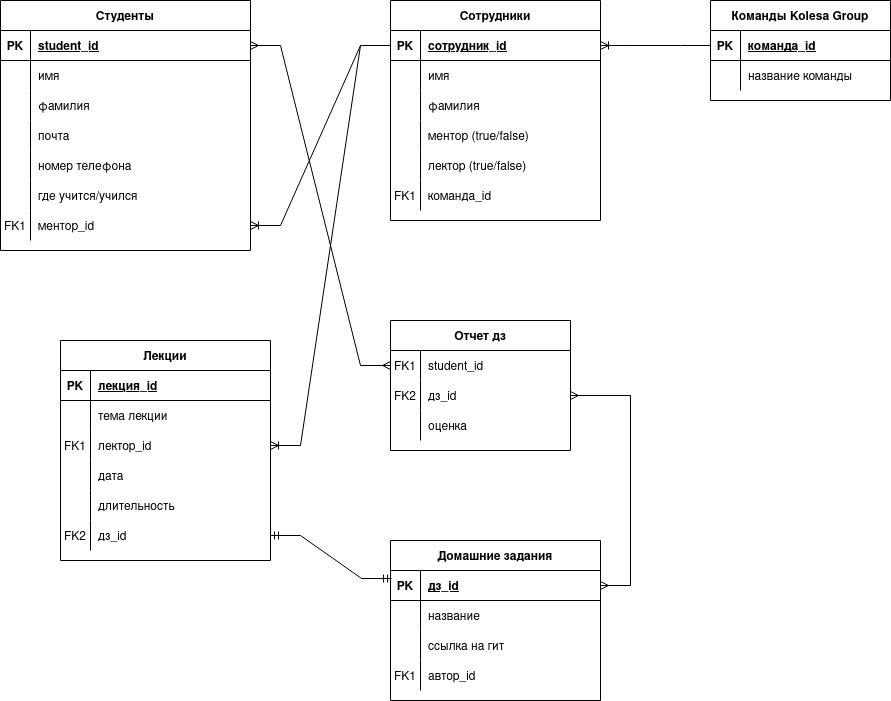 Студенты
PK student_id
имя
фамилия
почта
номер телефона
где учится/учился
FK1 ментор_id
Сотрудники
PK сотрудник_id
имя
фамилия
ментор (true/false)
лектор (true/false)
FK1 команда_id
Команды Kolesa Group
PK команда_id
название команды
Лекции
PK лекция_id
тема лекции
FK1 лектор_id
дата
длительность
FK2 дз_id
Отчет дз
FK1 student_id
FK2 дз_id
оценка
Домашние задания
PK дз_id
название
ссылка на гит
FK1 автор_id